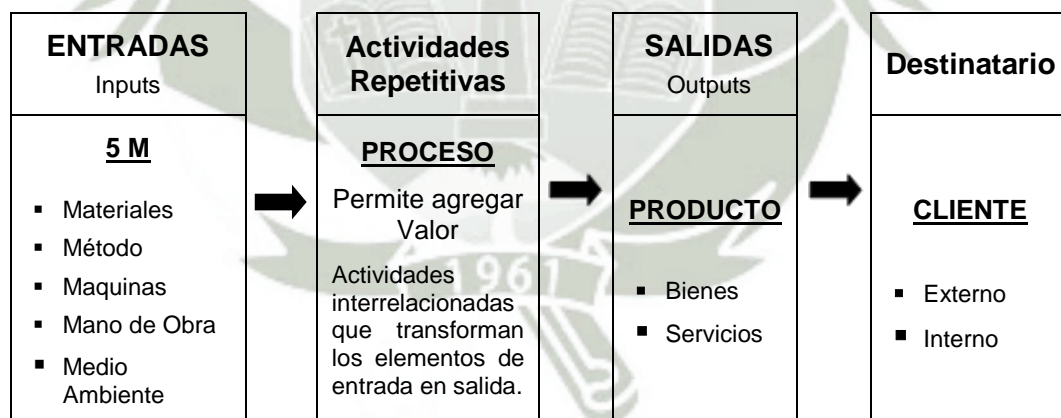 ENTRADAS
Inputs
5 M
▪ Materiales
▪ Método
▪ Maquinas
▪ Mano de Obra
▪ Medio
Ambiente
Actividades
Repetitivas
PROCESO
Permite agregar
Valor
Actividades
interrelacionadas
que transforman
los elementos de
entrada en salida.
SALIDAS
Outputs
PRODUCTO
▪ Bienes
▪ Servicios
Destinatario
CLIENTE
▪ Externo
▪ Interno
1961